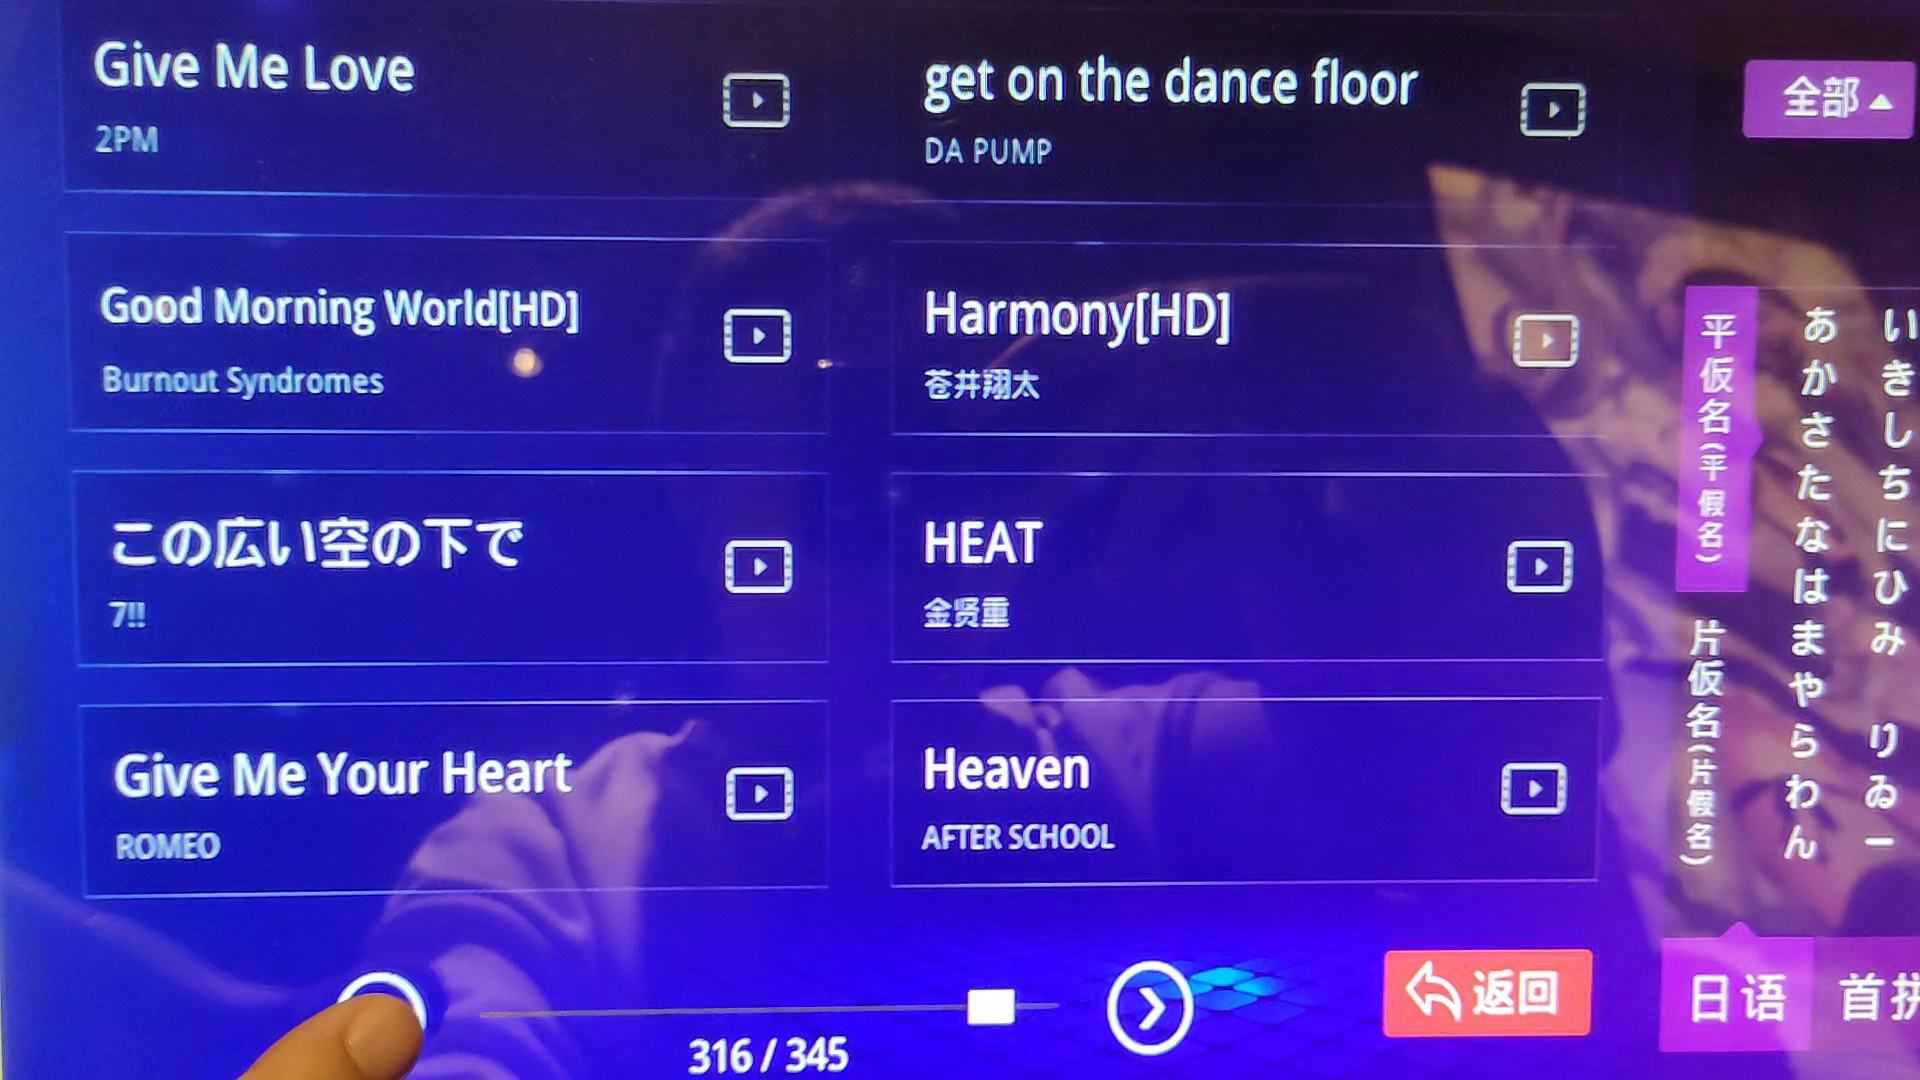 Give Me Love
2PM
get on the dance floor
DA PUMP
Good Morning World[HD]
Burnout Syndromes
Harmony[HD]
苍井翔太
この広い空の下で
7!!
HEAT
金贤重
Give Me Your Heart
ROMEO
Heaven
AFTER SCHOOL
316 / 345
返回
全部
平仮名(平假名)
片仮名(片假名)
あかさたなはまやらわん
いきしちにひみ りゐー
日语
首拼